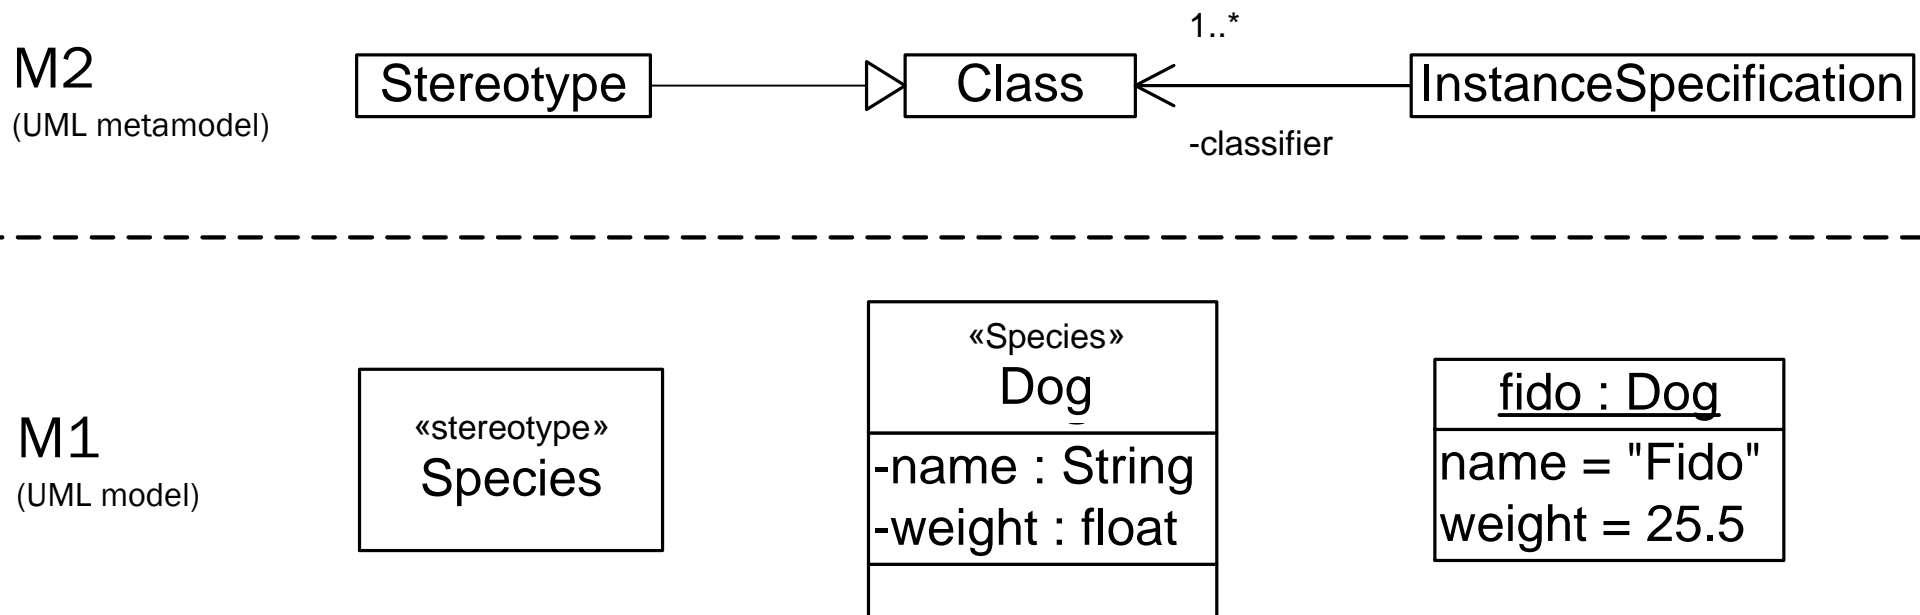 M2
(UML metamodel)
Stereotype
Class
1..*
-classifier
InstanceSpecification
M1
(UML model)
«stereotype»
Species
«Species»
Dog
-name : String
-weight : float
fido : Dog
name = "Fido"
weight = 25.5